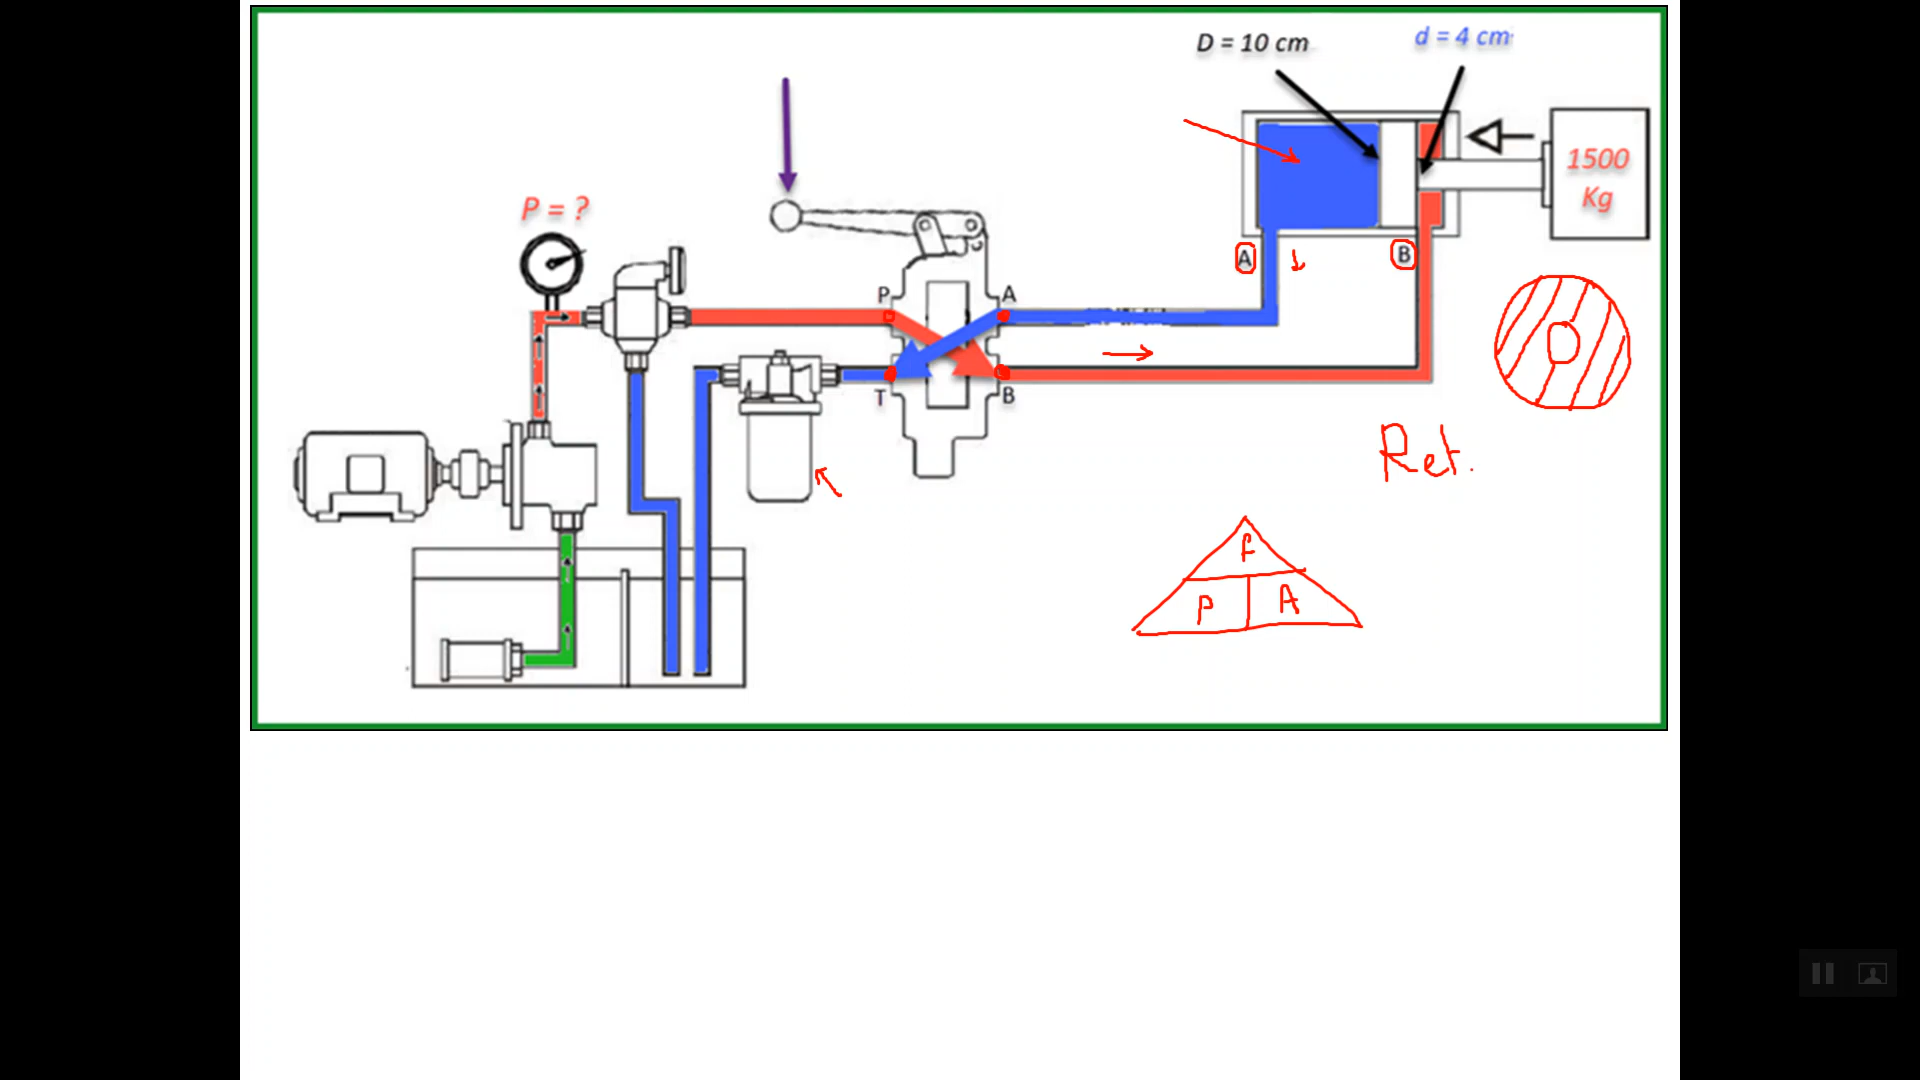 D = 10 cm
d = 4 cm
1500
Kg
P = ?
A
B
P
A
T
B
Ret.
F
P
A